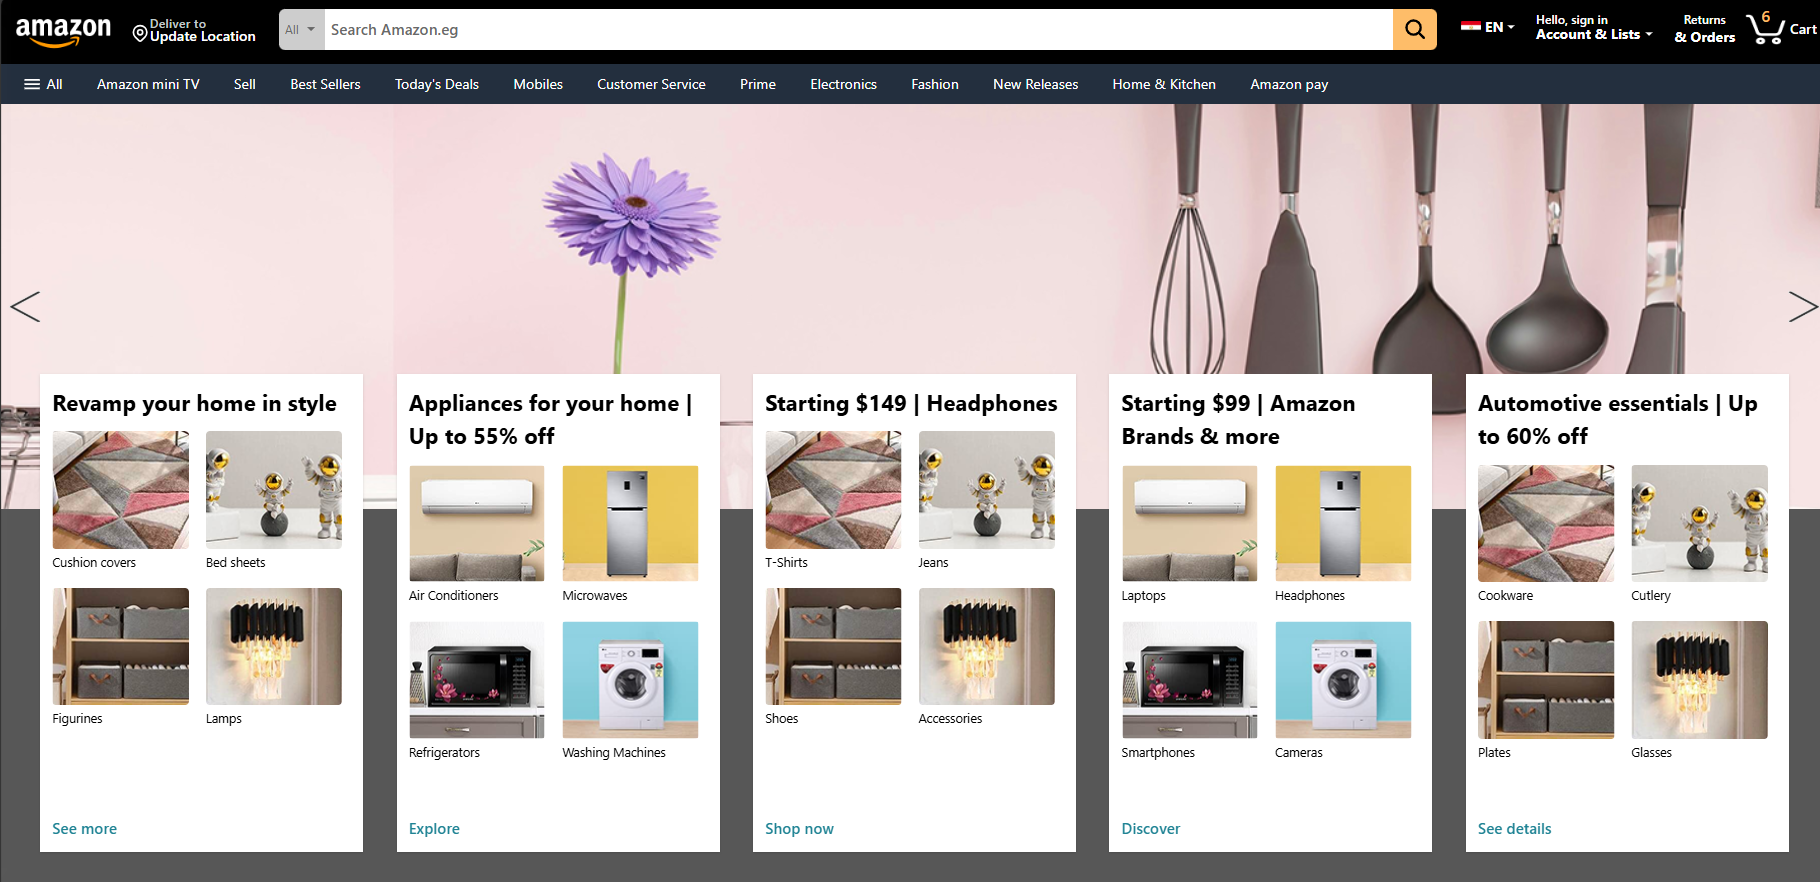 amazon
Deliver to
Update Location
All
Search Amazon.eg
EN
Hello, sign in
Account & Lists
Returns
& Orders
6
Cart
All
Amazon mini TV
Sell
Best Sellers
Today's Deals
Mobiles
Customer Service
Prime
Electronics
Fashion
New Releases
Home & Kitchen
Amazon pay
Revamp your home in style
Cushion covers
Bed sheets
Figurines
Lamps
See more
Appliances for your home |
Up to 55% off
Air Conditioners
Microwaves
Refrigerators
Washing Machines
Explore
Starting $149 | Headphones
T-Shirts
Jeans
Shoes
Accessories
Shop now
Starting $99 | Amazon
Brands & more
Laptops
Headphones
Smartphones
Cameras
Discover
Automotive essentials | Up
to 60% off
Cookware
Cutlery
Plates
Glasses
See details